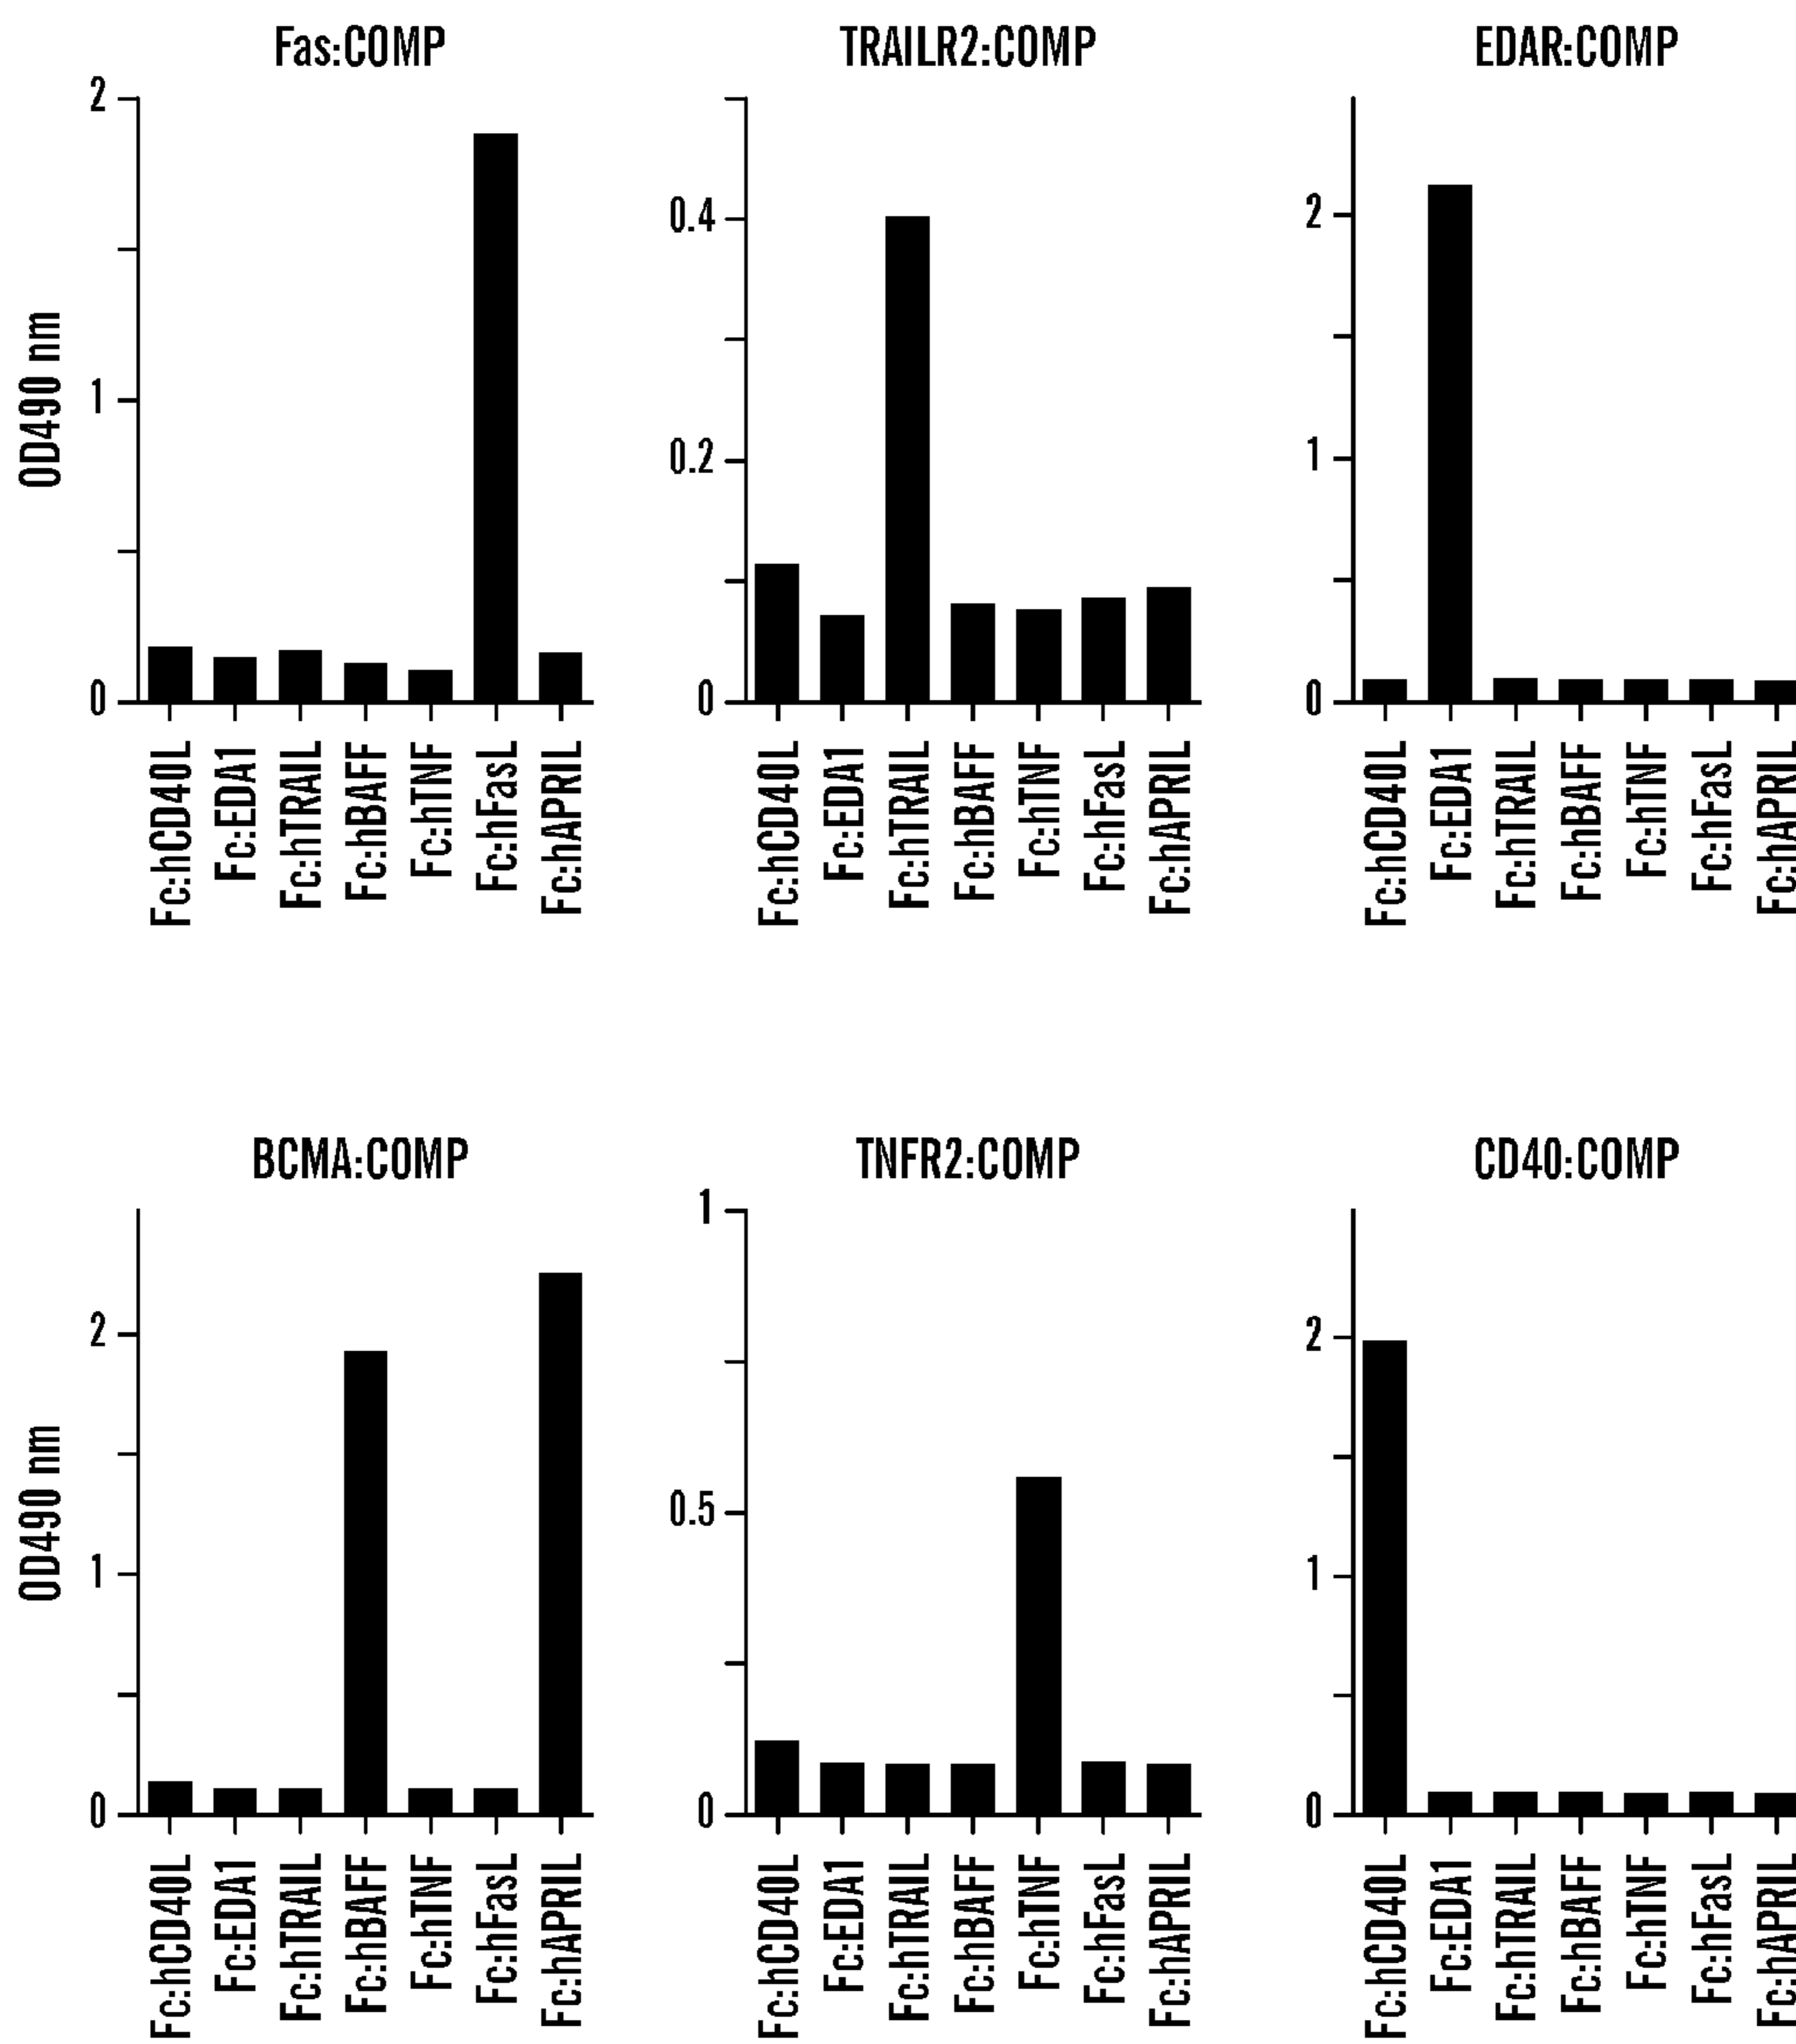 Fas:COMP
TRAILR2:COMP
EDAR:COMP
OD490 nm
2
1
0
0.4
0.2
0
2
1
0
Fc:hCD40L
Fc:EDA1
Fc:hTRAIL
Fc:hBAFF
Fc:hTNF
Fc:hFasL
Fc:hAPRIL
Fc:hCD40L
Fc:EDA1
Fc:hTRAIL
Fc:hBAFF
Fc:hTNF
Fc:hFasL
Fc:hAPRIL
Fc:hCD40L
Fc:EDA1
Fc:hTRAIL
Fc:hBAFF
Fc:hTNF
Fc:hFasL
Fc:hAPRIL
BCMA:COMP
TNFR2:COMP
CD40:COMP
OD490 nm
2
1
0
1
0.5
0
2
1
0
Fc:hCD40L
Fc:EDA1
Fc:hTRAIL
Fc:hBAFF
Fc:hTNF
Fc:hFasL
Fc:hAPRIL
Fc:hCD40L
Fc:EDA1
Fc:hTRAIL
Fc:hBAFF
Fc:hTNF
Fc:hFasL
Fc:hAPRIL
Fc:hCD40L
Fc:EDA1
Fc:hTRAIL
Fc:hBAFF
Fc:hTNF
Fc:hFasL
Fc:hAPRIL